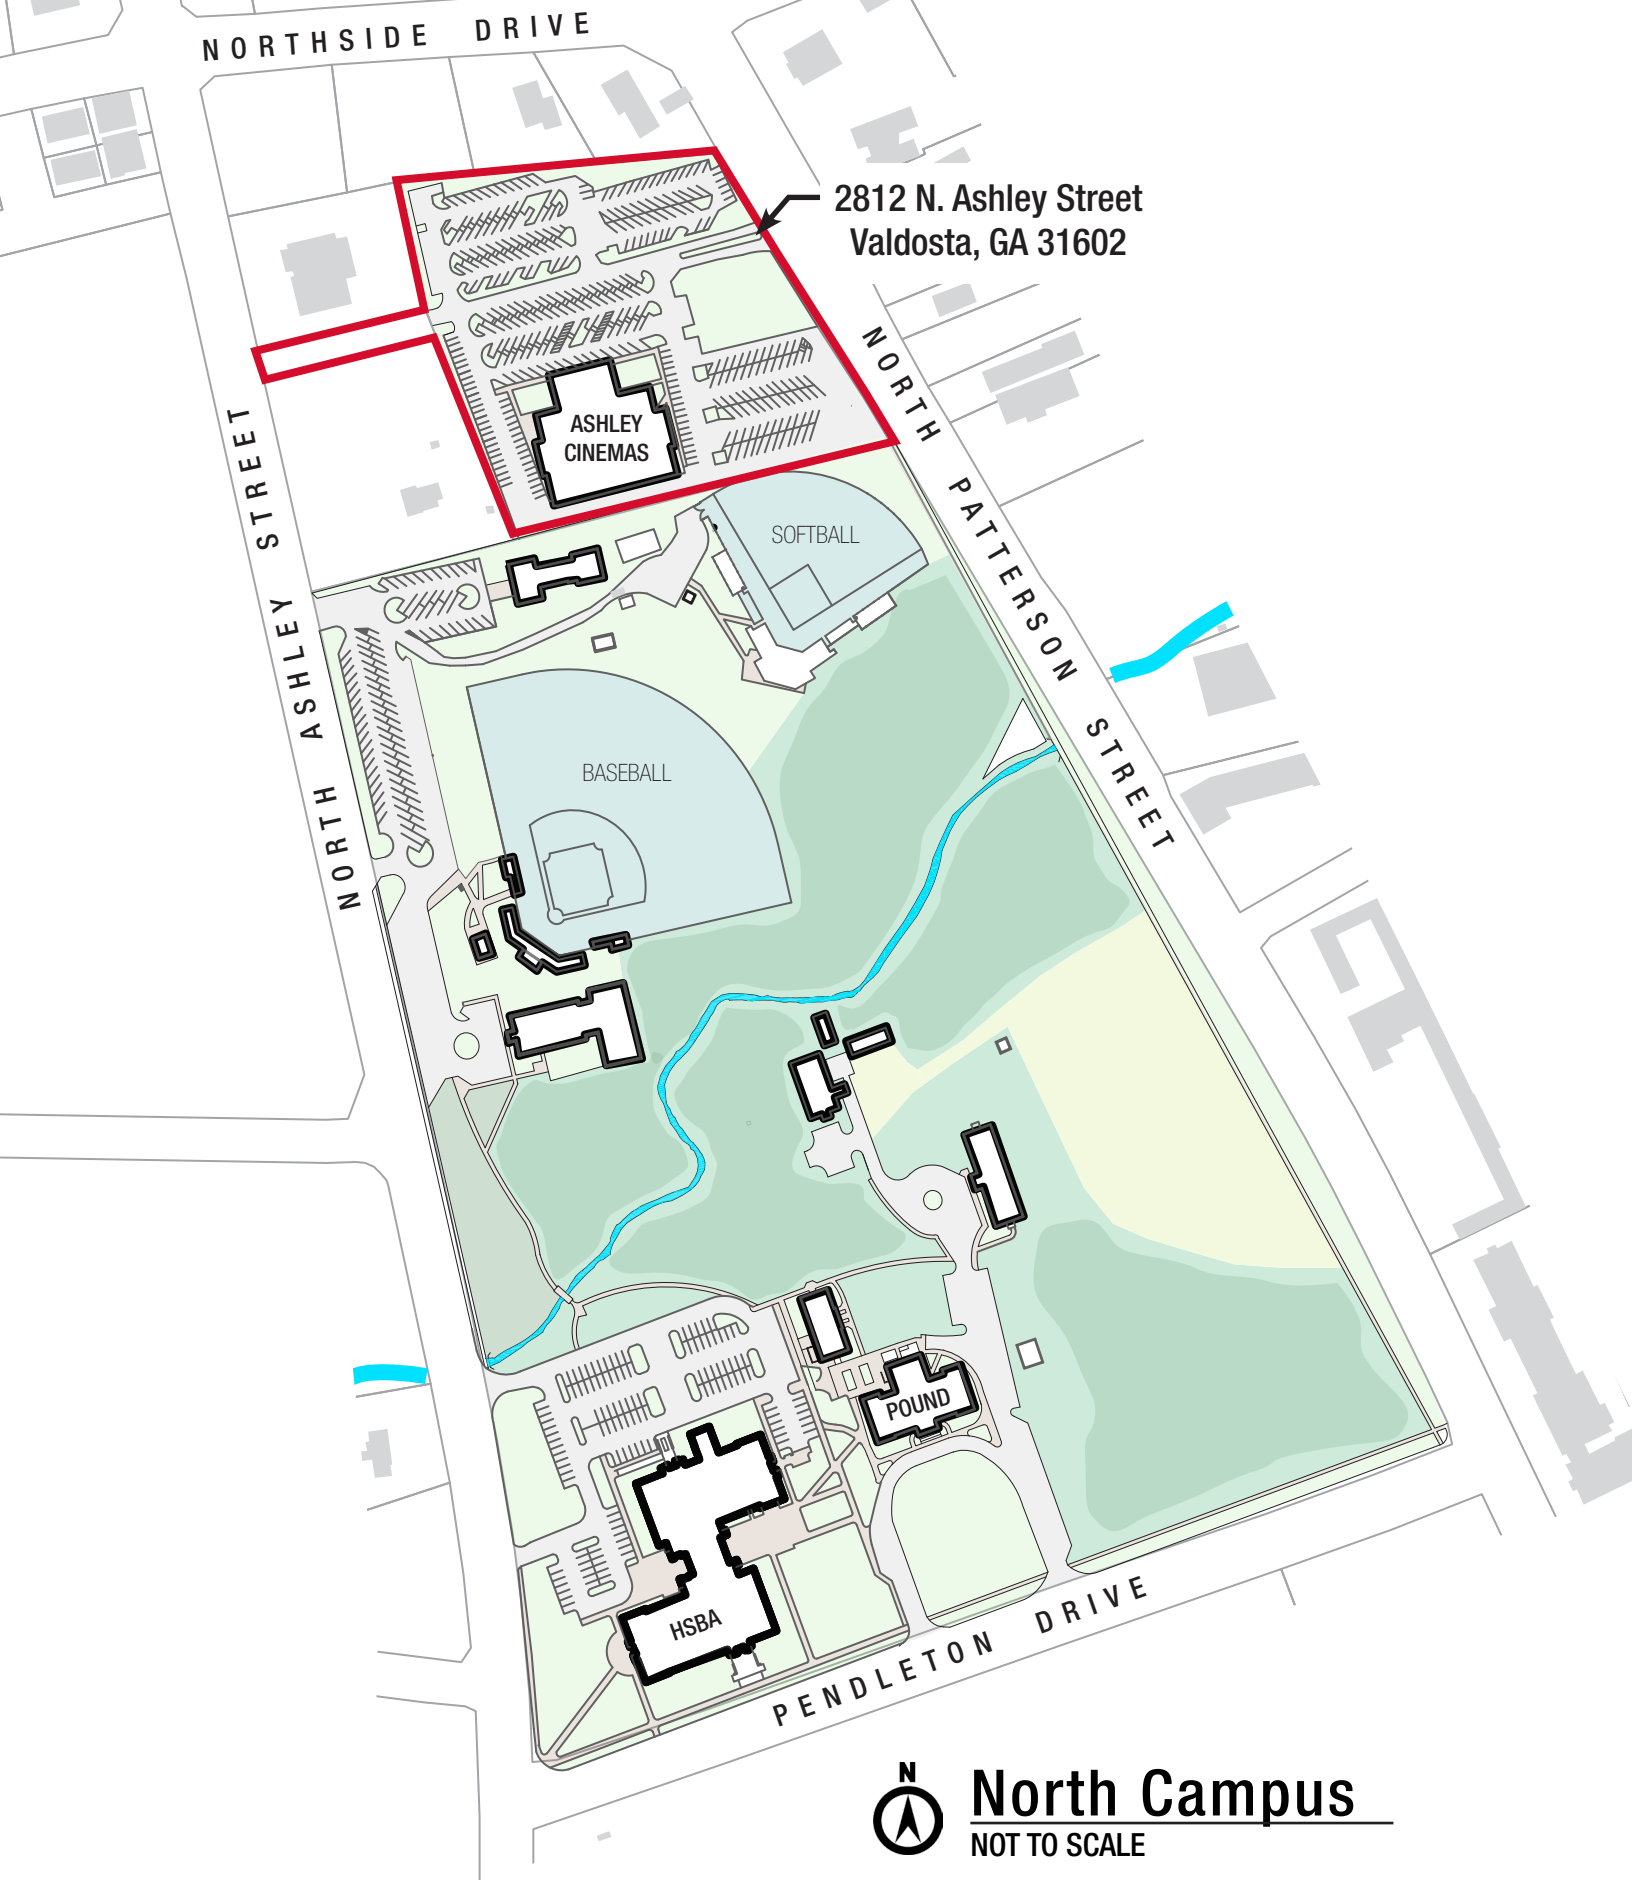 NORTHSIDE DRIVE
2812 N. Ashley Street
Valdosta, GA 31602
NORTH PATTERSON STREET
ASHLEY
CINEMAS
NORTH ASHLEY STREET
SOFTBALL
BASEBALL
POUND
HSBA
PENDLETON DRIVE
N
North Campus
NOT TO SCALE